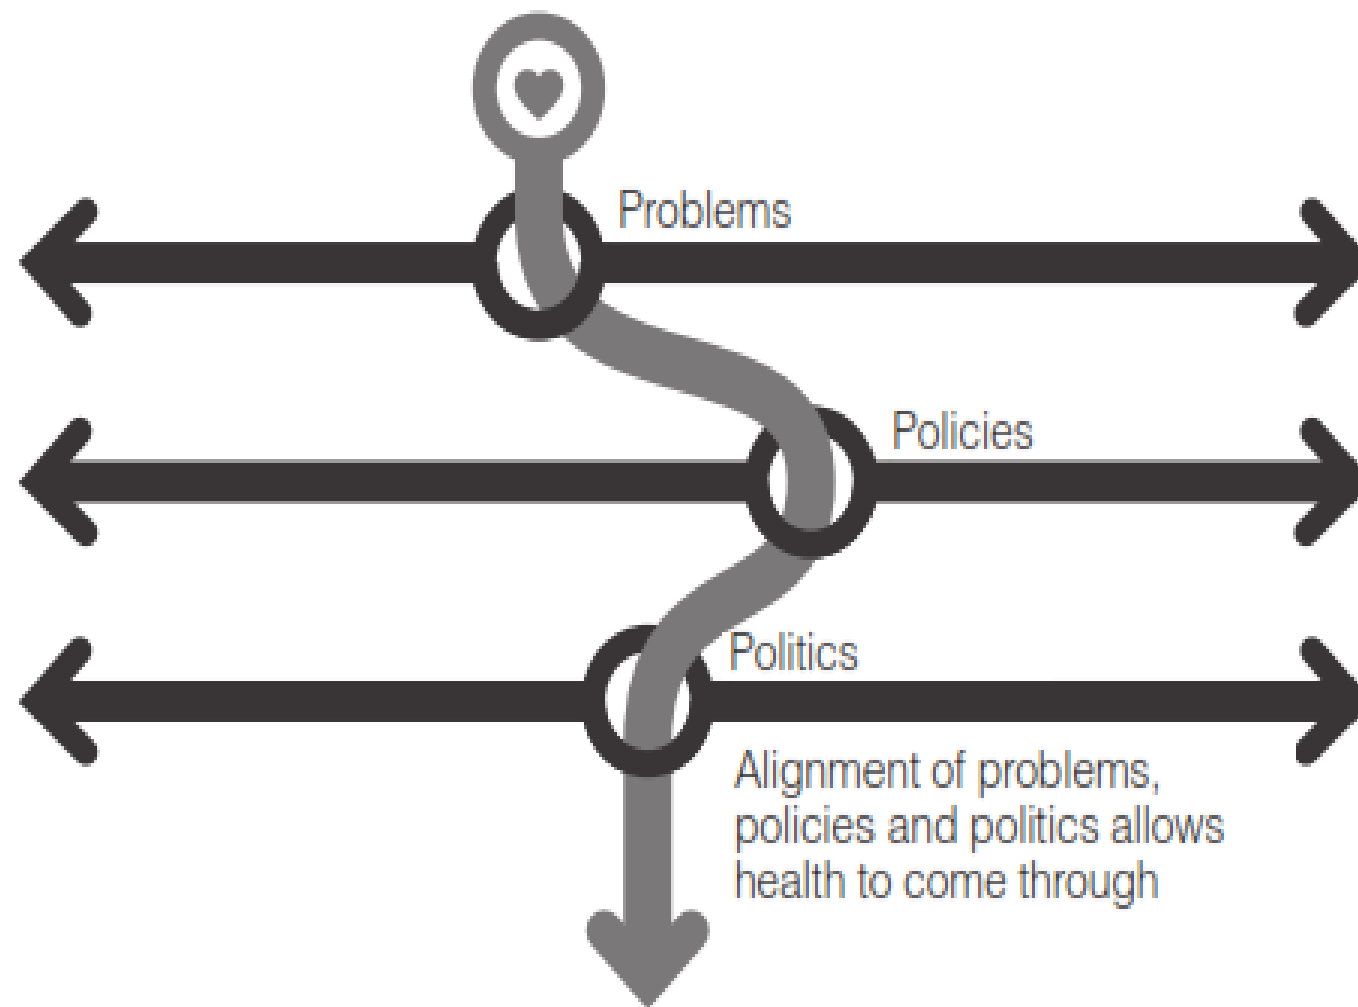 Problems
Policies
Politics
Alignment of problems,
policies and politics allows
health to come through